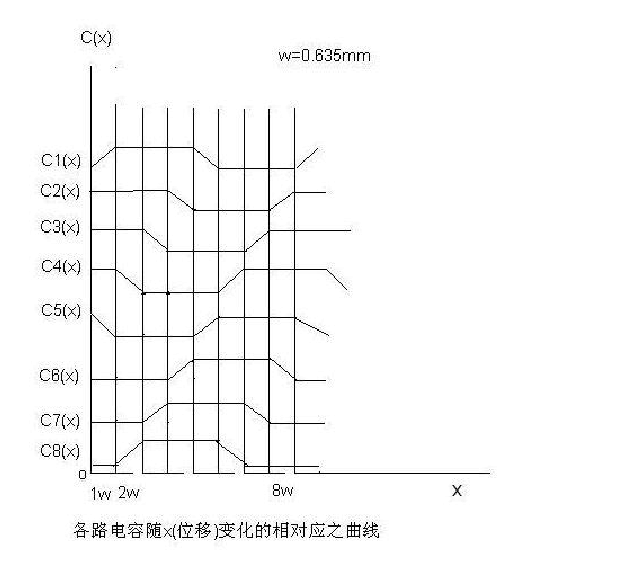 C(x)
w=0.635mm
C1(x)
C2(x)
C3(x)
C4(x)
C5(x)
C6(x)
C7(x)
C8(x)
0
1w 2w 8w X
各路电容随x(位移)变化的相对应之曲线